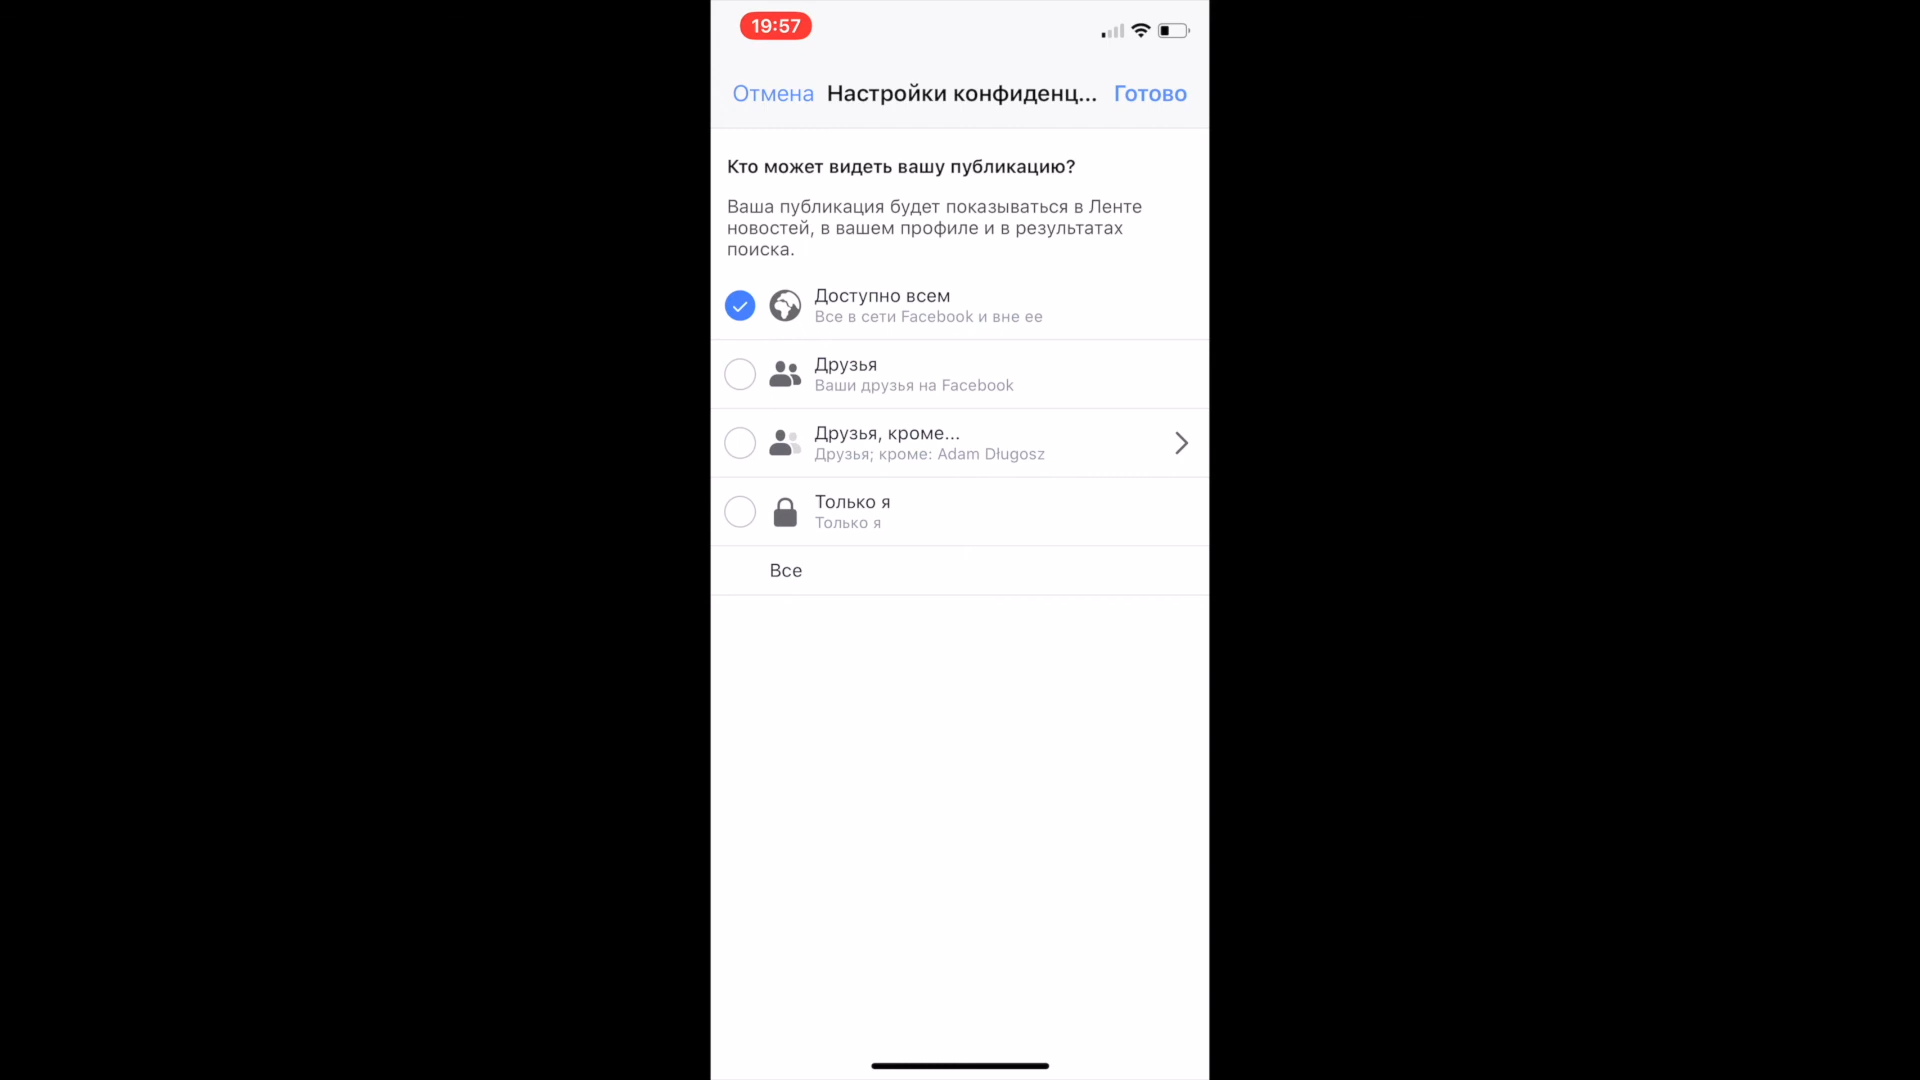 19:57
Отмена Настройки конфиденц... Готово
Кто может видеть вашу публикацию?
Ваша публикация будет показываться в Ленте
новостей, в вашем профиле и в результатах
поиска.
Доступно всем
Все в сети Facebook и вне ее
Друзья
Ваши друзья на Facebook
Друзья, кроме...
Друзья; кроме: Adam Długosz
Только я
Только я
Все